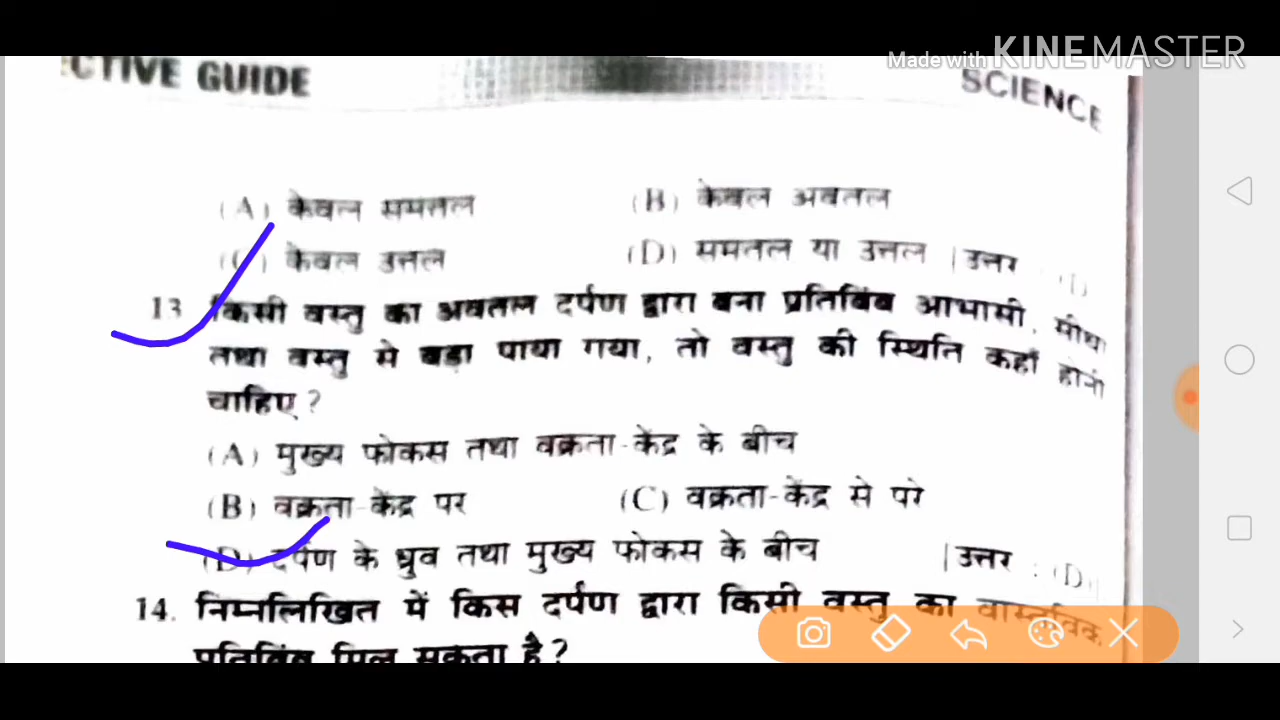 Made with KINEMASTER
CTIVE GUIDE
SCIENCE
(A) केवल समतल (B) केवल अवतल
(C) केवल उत्तल (D) समतल या उत्तल |उत्तर :
13 किसी वस्तु का अवतल दर्पण द्वारा बना प्रतिबिंब आभासी, सीधा
तथा वस्तु से बड़ा पाया गया, तो वस्तु की स्थिति कहाँ होनी
चाहिए?
(A) मुख्य फोकस तथा वक्रता-केंद्र के बीच
(B) वक्रता-केंद्र पर (C) वक्रता-केंद्र से परे
(D) दर्पण के ध्रुव तथा मुख्य फोकस के बीच |उत्तर : (D)|
14. निम्नलिखित में किस दर्पण द्वारा किसी वस्तु का वास्तविक
प्रतिबिंब मिल सकता है?